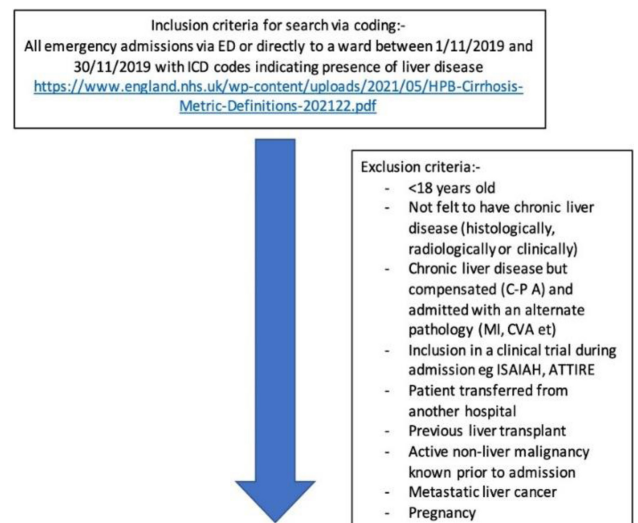 Inclusion criteria for search via coding:-
All emergency admissions via ED or directly to a ward between 1/11/2019 and
30/11/2019 with ICD codes indicating presence of liver disease
https://www.england.nhs.uk/wp-content/uploads/2021/05/HPB-Cirrhosis-
Metric-Definitions-202122.pdf
Exclusion criteria:-
- <18 years old
- Not felt to have chronic liver
disease (histologically,
radiologically or clinically)
- Chronic liver disease but
compensated (C-P A) and
admitted with an alternate
pathology (MI, CVA et)
- Inclusion in a clinical trial during
admission eg ISAIAH, ATTIRE
- Patient transferred from
another hospital
- Previous liver transplant
- Active non-liver malignancy
known prior to admission
- Metastatic liver cancer
- Pregnancy